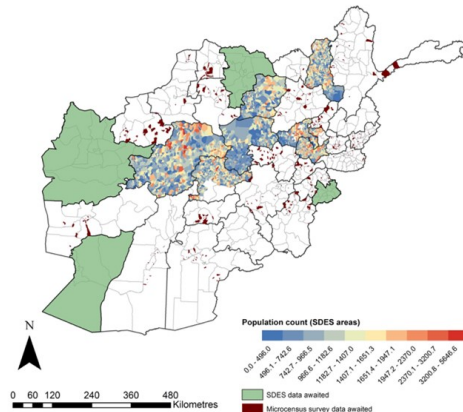 N
0 60 120 240 360 480
Kilometres
Population count (SDES areas)
0.0 - 496.0
496.1 - 742.6
742.7 - 966.5
966.6 - 1182.6
1182.7 - 1407.0
1407.1 - 1651.3
1651.4 - 1947.1
1947.2 - 2370.0
2370.1 - 3200.7
3200.8 - 5646.6
SDES data awaited
Microcensus survey data awaited